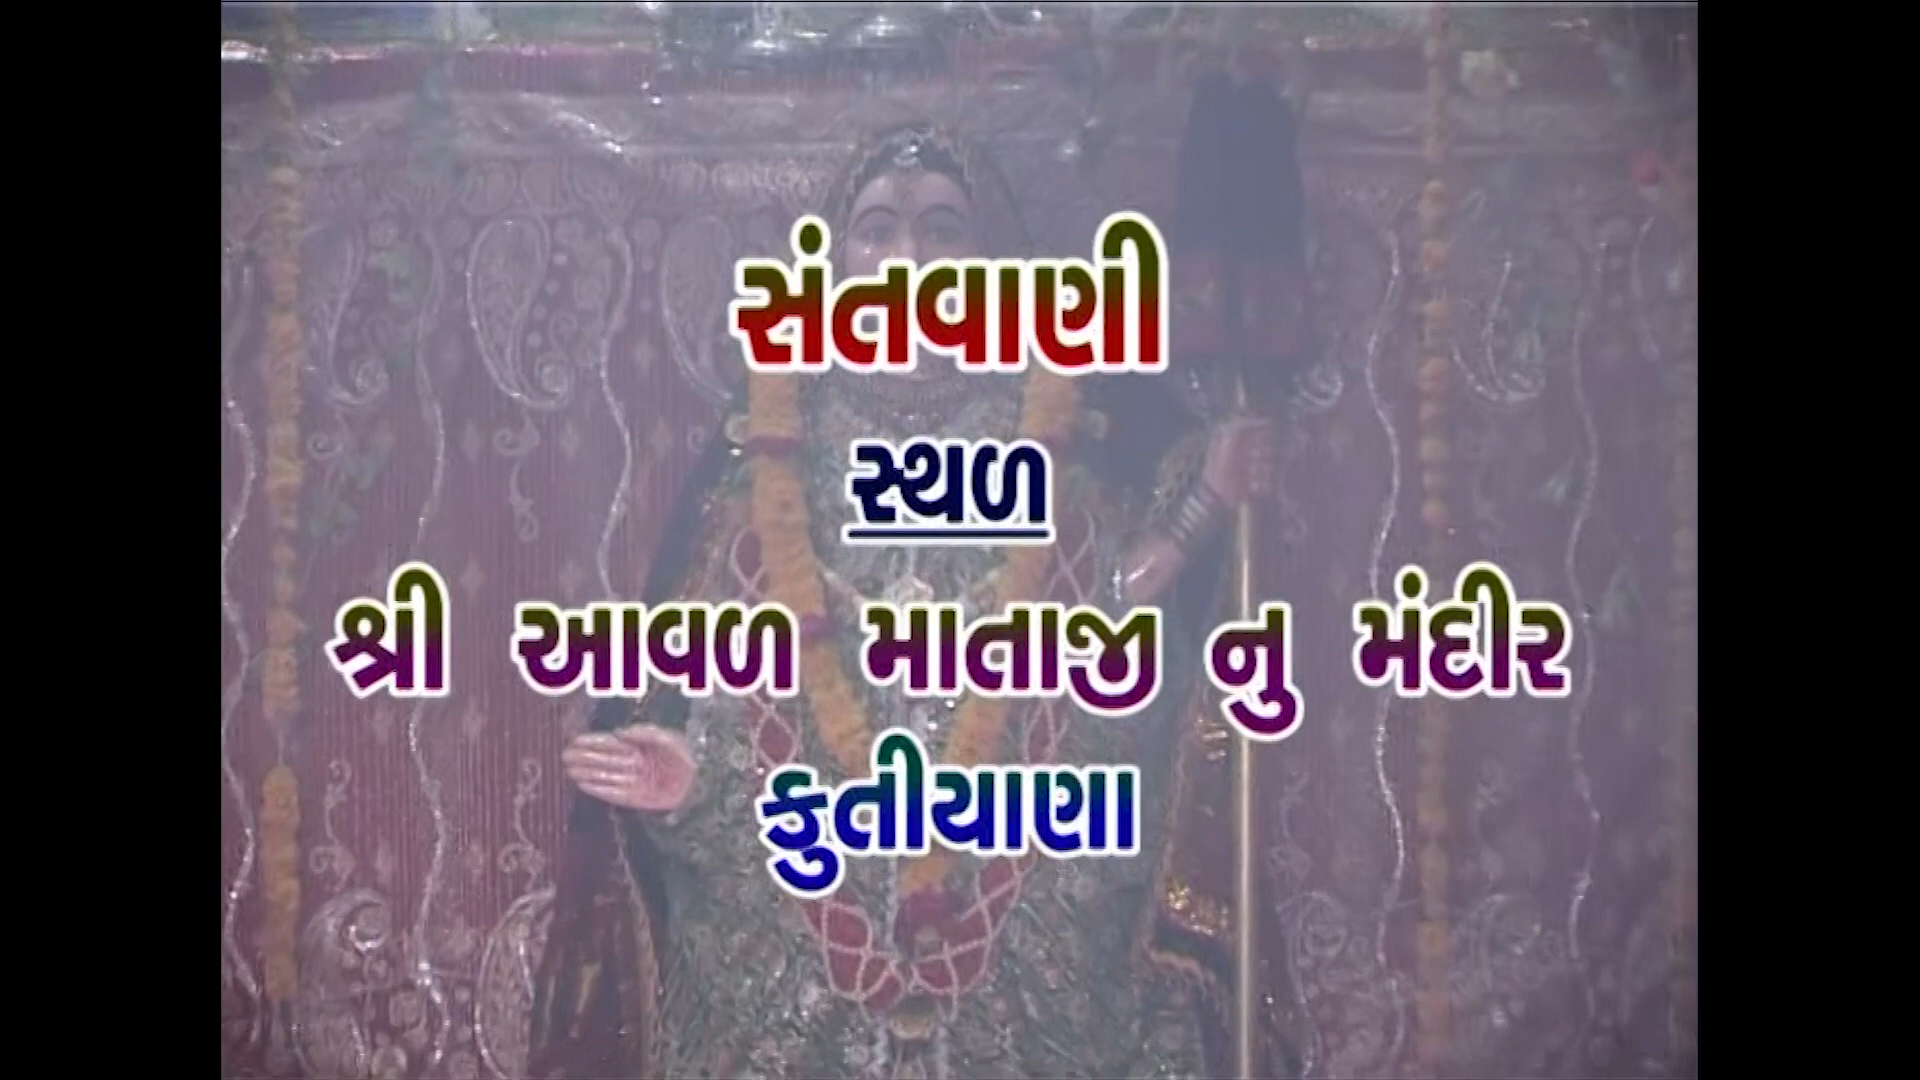 સંતવાણી
સ્થળ
શ્રી આવળ માતાજી નુ મંદીર
કુતીયાણા